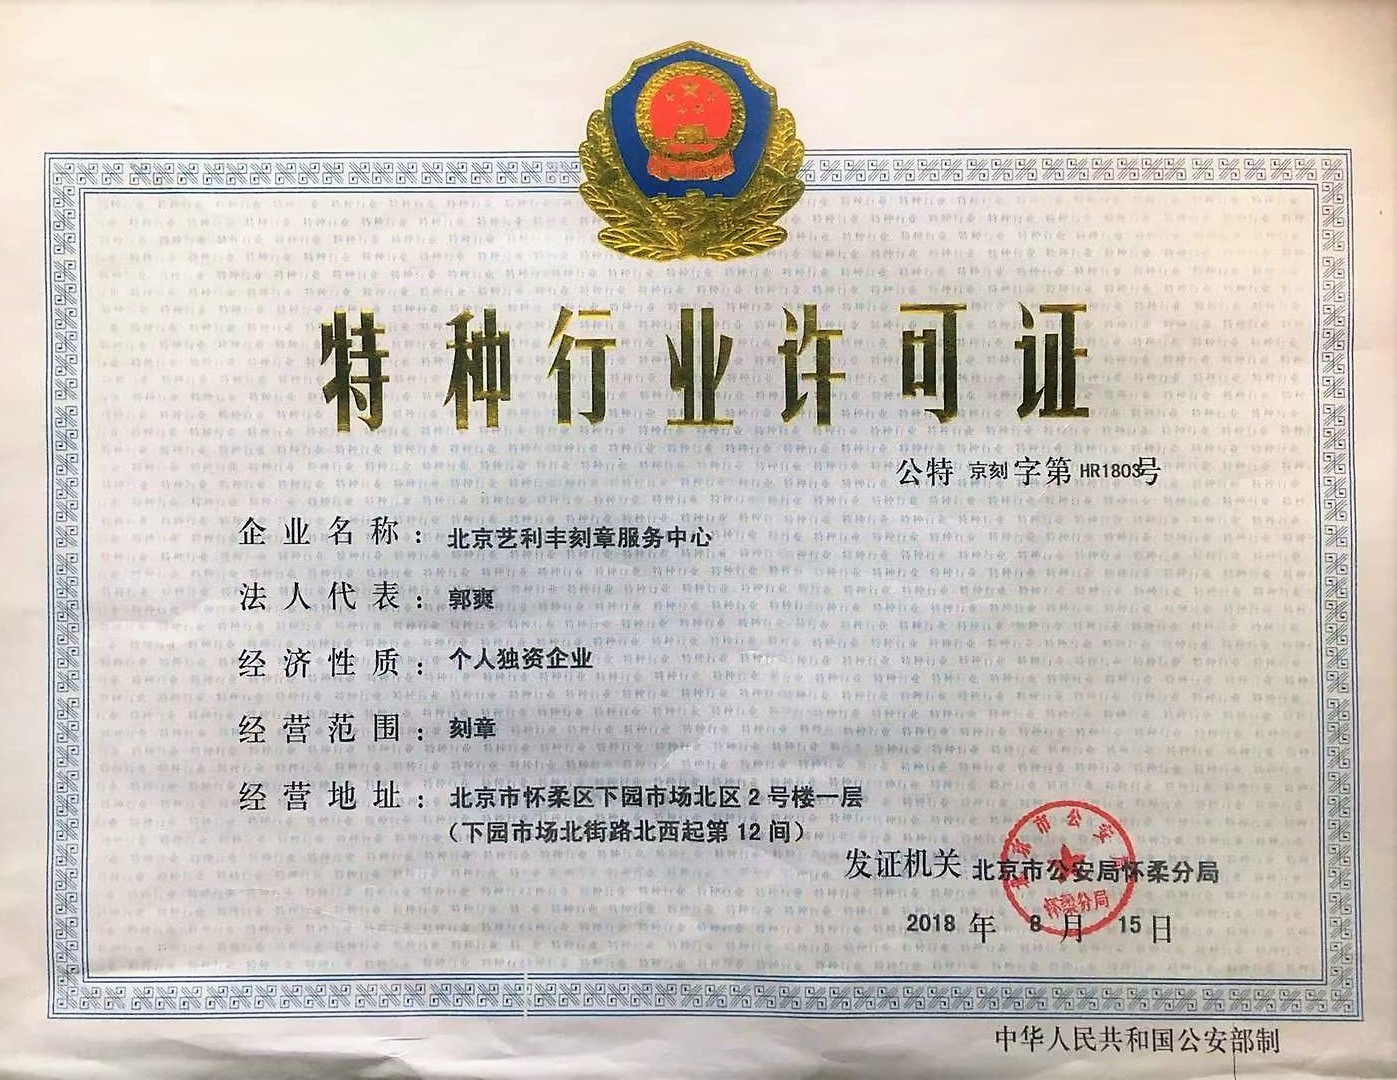 特种行业许可证
公特 京刻 字第 HR1803号
企业名称：北京艺利丰刻章服务中心
法人代表：郭爽
经济性质：个人独资企业
经营范围：刻章
经营地址：北京市怀柔区下园市场北区2号楼一层
（下园市场北街路北西起第12间）
发证机关 北京市公安局怀柔分局
怀柔分局
2018 年 8 月 15 日
中华人民共和国公安部制